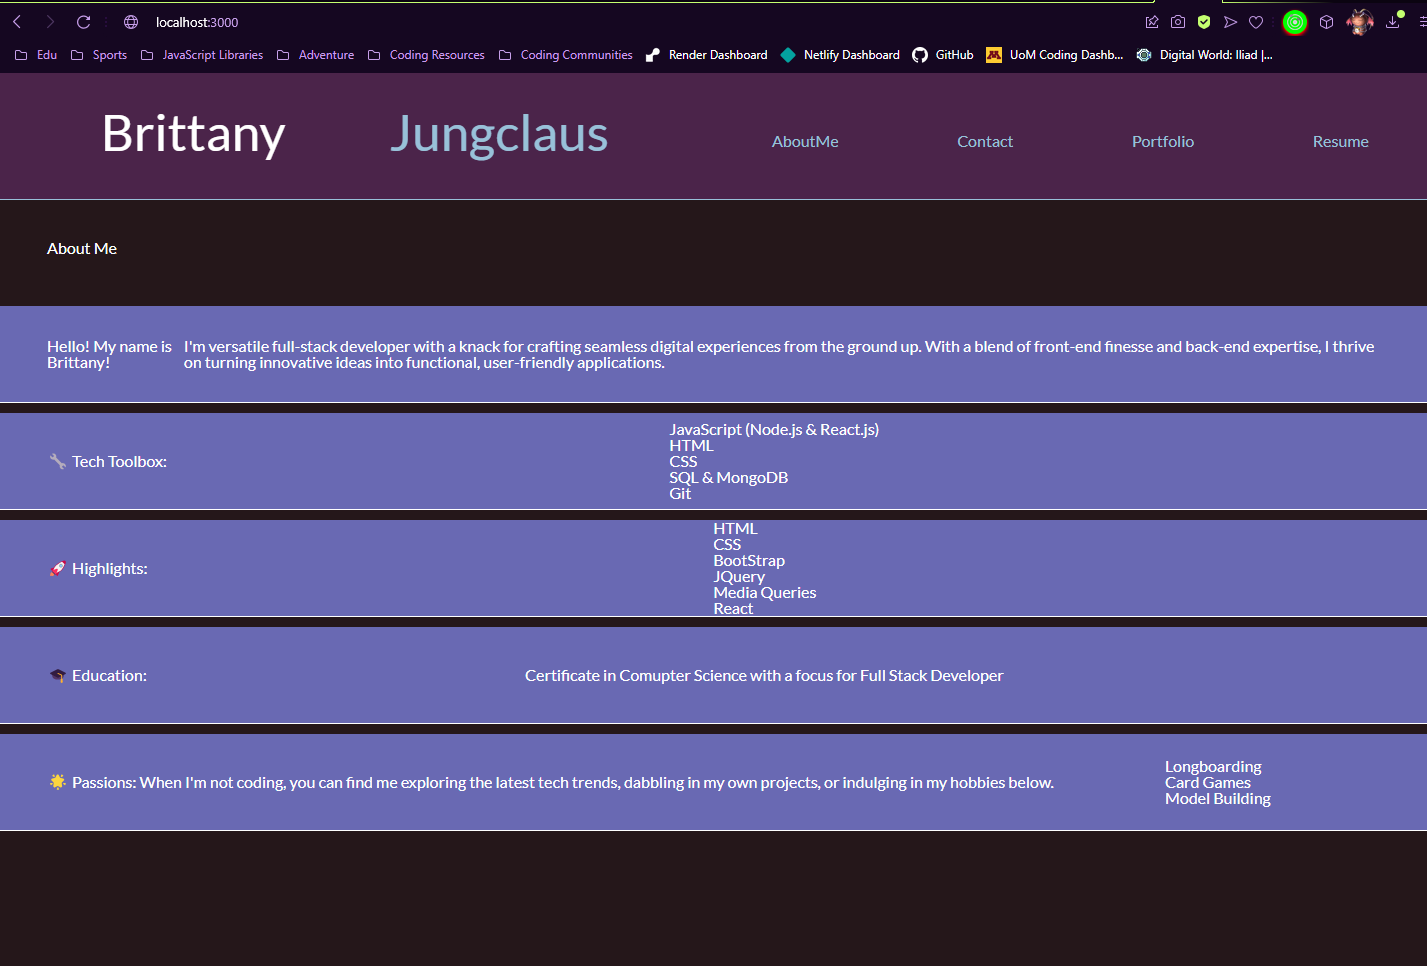 localhost:3000
Edu Sports JavaScript Libraries Adventure Coding Resources Coding Communities Render Dashboard Netlify Dashboard GitHub UoM Coding Dashb... Digital World: Iliad |...
Brittany Jungclaus AboutMe Contact Portfolio Resume
About Me
Hello! My name is
Brittany!
I'm versatile full-stack developer with a knack for crafting seamless digital experiences from the ground up. With a blend of front-end finesse and back-end expertise, I thrive
on turning innovative ideas into functional, user-friendly applications.
🔧 Tech Toolbox:
JavaScript (Node.js & React.js)
HTML
CSS
SQL & MongoDB
Git
🚀 Highlights:
HTML
CSS
BootStrap
JQuery
Media Queries
React
🎓 Education:
Certificate in Comupter Science with a focus for Full Stack Developer
🌟 Passions: When I'm not coding, you can find me exploring the latest tech trends, dabbling in my own projects, or indulging in my hobbies below.
Longboarding
Card Games
Model Building